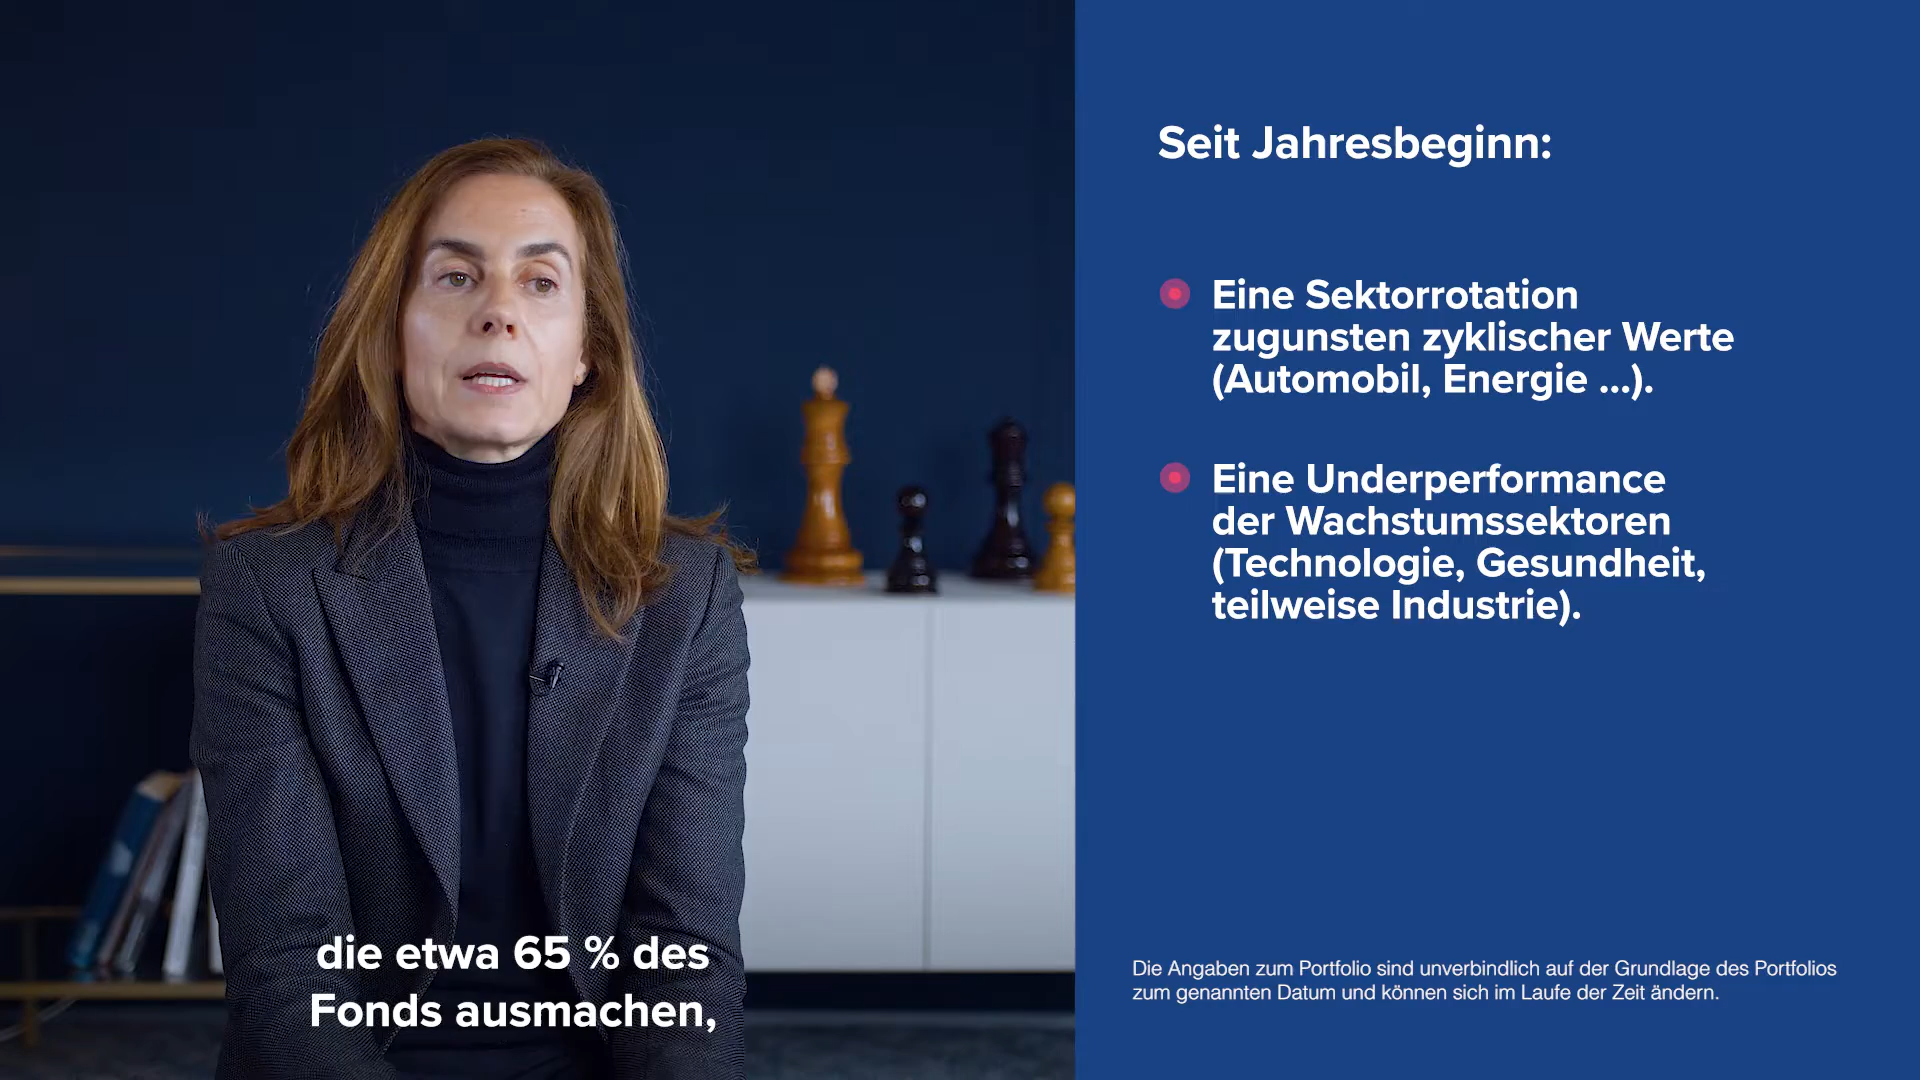 Seit Jahresbeginn:
Eine Sektorrotation
zugunsten zyklischer Werte
(Automobil, Energie ...).
Eine Underperformance
der Wachstumssektoren
(Technologie, Gesundheit,
teilweise Industrie).
die etwa 65 % des
Fonds ausmachen,
Die Angaben zum Portfolio sind unverbindlich auf der Grundlage des Portfolios
zum genannten Datum und können sich im Laufe der Zeit ändern.